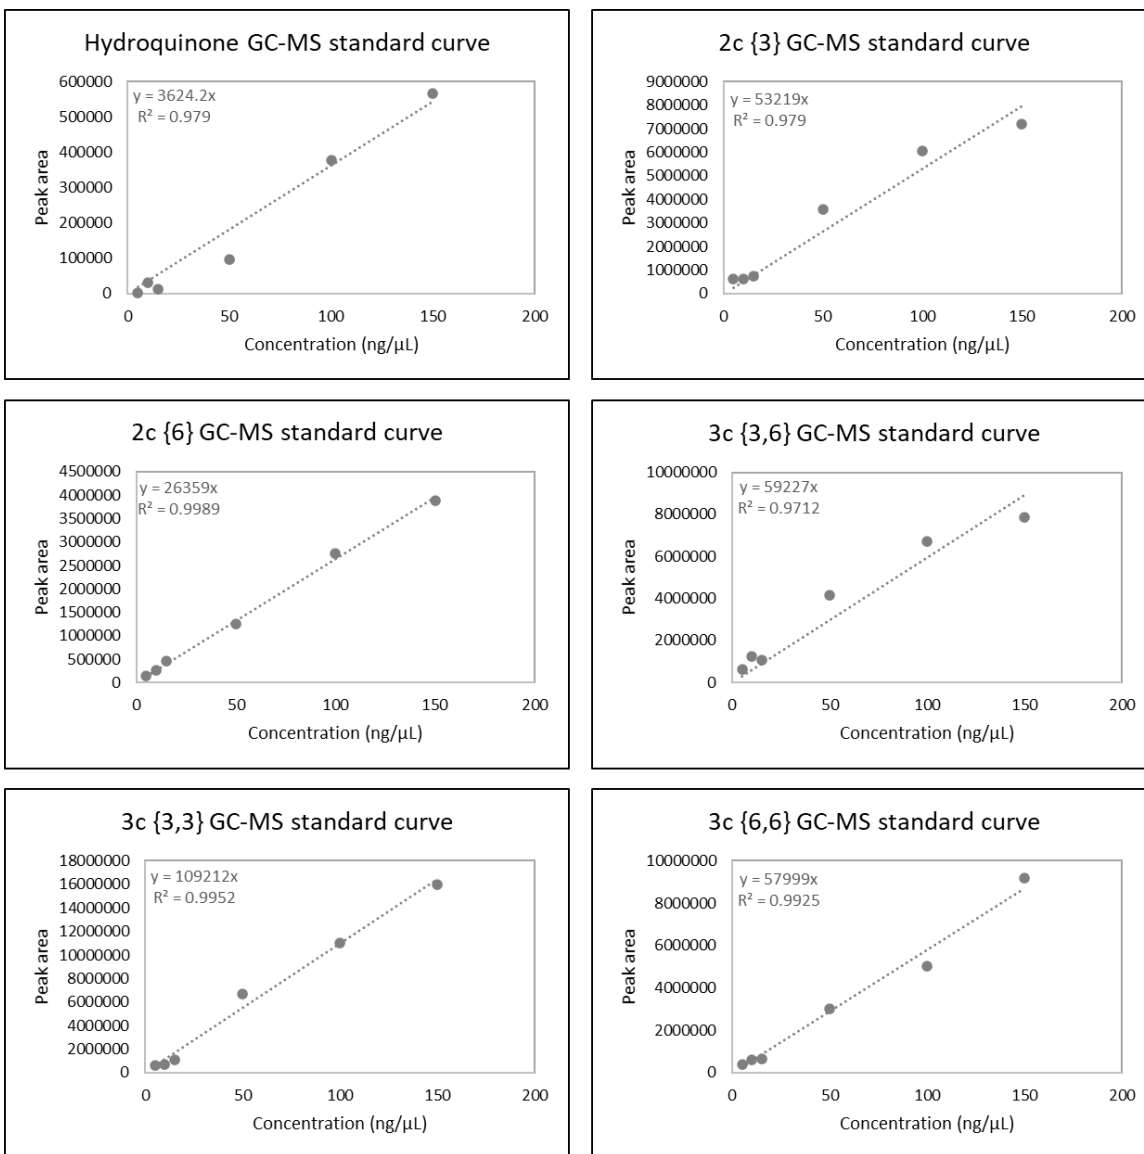 Hydroquinone GC-MS standard curve
600000
500000
400000
300000
200000
100000
0
Peak area
y = 3624.2x
R² = 0.979
0 50 100 150 200
Concentration (ng/µL)
2c {3} GC-MS standard curve
9000000
8000000
7000000
6000000
5000000
4000000
3000000
2000000
1000000
0
Peak area
y = 53219x
R² = 0.979
0 50 100 150 200
Concentration (ng/µL)
2c {6} GC-MS standard curve
4500000
4000000
3500000
3000000
2500000
2000000
1500000
1000000
500000
0
Peak area
y = 26359x
R² = 0.9989
0 50 100 150 200
Concentration (ng/µL)
3c {3,6} GC-MS standard curve
10000000
8000000
6000000
4000000
2000000
0
Peak area
y = 59227x
R² = 0.9712
0 50 100 150 200
Concentration (ng/µL)
3c {3,3} GC-MS standard curve
18000000
16000000
14000000
12000000
10000000
8000000
6000000
4000000
2000000
0
Peak area
y = 109212x
R² = 0.9952
0 50 100 150 200
Concentration (ng/µL)
3c {6,6} GC-MS standard curve
10000000
8000000
6000000
4000000
2000000
0
Peak area
y = 57999x
R² = 0.9925
0 50 100 150 200
Concentration (ng/µL)